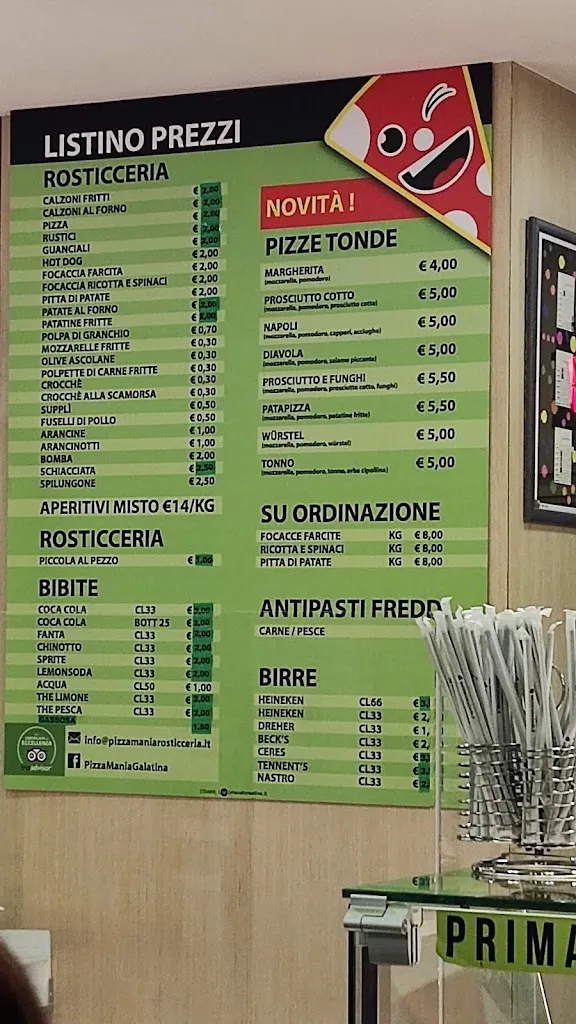 LISTINO PREZZI
ROSTICCERIA
CALZONI FRITTI € 2,00
CALZONI AL FORNO € 2,00
PIZZA € 2,00
RUSTICI € 2,00
GUANCIALI € 2,00
HOT DOG € 2,00
FOCACCIA FARCITA € 2,00
FOCACCIA RICOTTA E SPINACI € 2,00
PITTA DI PATATE € 2,00
PATATE AL FORNO € 2,00
PATATINE FRITTE € 2,00
POLPA DI GRANCHIO € 0,70
MOZZARELLE FRITTE € 0,30
OLIVE ASCOLANE € 0,30
POLPETTE DI CARNE FRITTE € 0,30
CROCCHÈ € 0,30
CROCCHÈ ALLA SCAMORSA € 0,30
SUPPLÌ € 0,50
FUSELLI DI POLLO € 0,50
ARANCINE € 1,00
ARANCINOTTI € 1,00
BOMBA € 2,00
SCHIACCIATA € 2,50
SPILUNGONE € 2,50
APERITIVI MISTO €14/KG
ROSTICCERIA
PICCOLA AL PEZZO €
BIBITE
COCA COLA CL33 € 2,00
COCA COLA BOTT 25 € 2,00
FANTA CL33 € 2,00
CHINOTTO CL33 € 2,00
SPRITE CL33 € 2,00
LEMONSODA CL33 € 2,00
ACQUA CL50 € 1,00
THE LIMONE CL33 € 2,00
THE PESCA CL33 € 2,00
GASSOSA 1,50
ECCELLENZA
tripadvisor
info@pizzamaniarosticceria.it
PizzaManiaGalatina
NOVITÀ !
PIZZE TONDE
MARGHERITA € 4,00
(mozzarella, pomodoro)
PROSCIUTTO COTTO € 5,00
(mozzarella, pomodoro, prosciutto cotto)
NAPOLI € 5,00
(mozzarella, pomodoro, capperi, acciughe)
DIAVOLA € 5,00
(mozzarella, pomodoro, salame piccante)
PROSCIUTTO E FUNGHI € 5,50
(mozzarella, pomodoro, prosciutto cotto, funghi)
PATAPIZZA € 5,50
(mozzarella, pomodoro, patatine fritte)
WÜRSTEL € 5,00
(mozzarella, pomodoro, würstel)
TONNO € 5,00
(mozzarella, pomodoro, tonno, erba cipollina)
SU ORDINAZIONE
FOCACCE FARCITE KG € 8,00
RICOTTA E SPINACI KG € 8,00
PITTA DI PATATE KG € 8,00
ANTIPASTI FREDD
CARNE / PESCE
BIRRE
HEINEKEN CL66 €
HEINEKEN CL33 € 2,
DREHER CL33 € 1,
BECK'S CL33 € 2,
CERES CL33 €
TENNENT'S CL33 €
NASTRO CL33 €
PRIMA